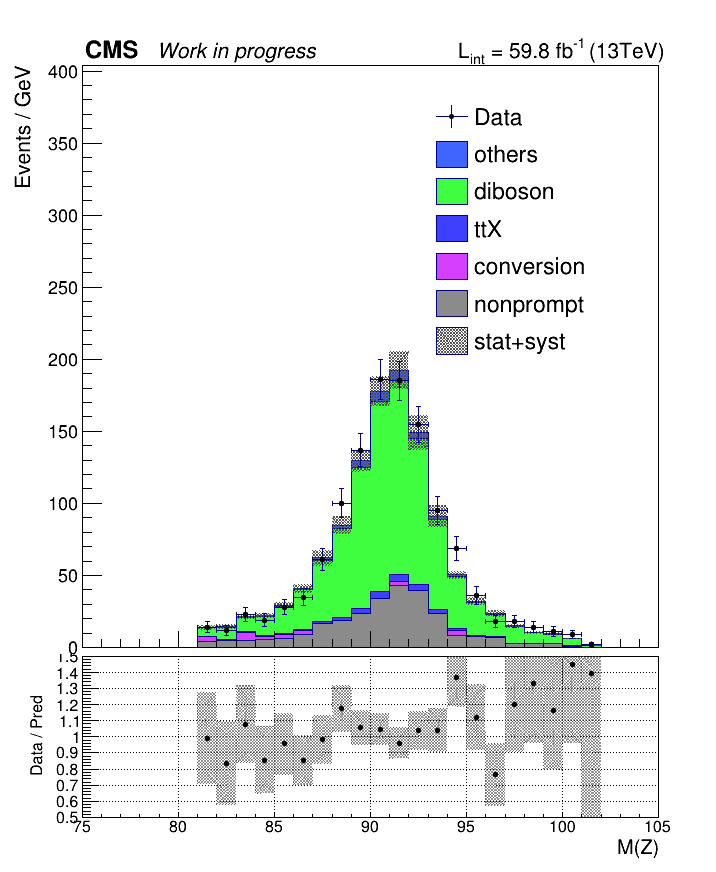 CMS Work in progress L_int = 59.8 fb^-1 (13TeV)
Events / GeV
400
350
300
250
200
150
100
50
0
Data
others
diboson
ttX
conversion
nonprompt
stat+syst
Data / Pred
1.5
1.4
1.3
1.2
1.1
1
0.9
0.8
0.7
0.6
0.5
75 80 85 90 95 100 105
M(Z)